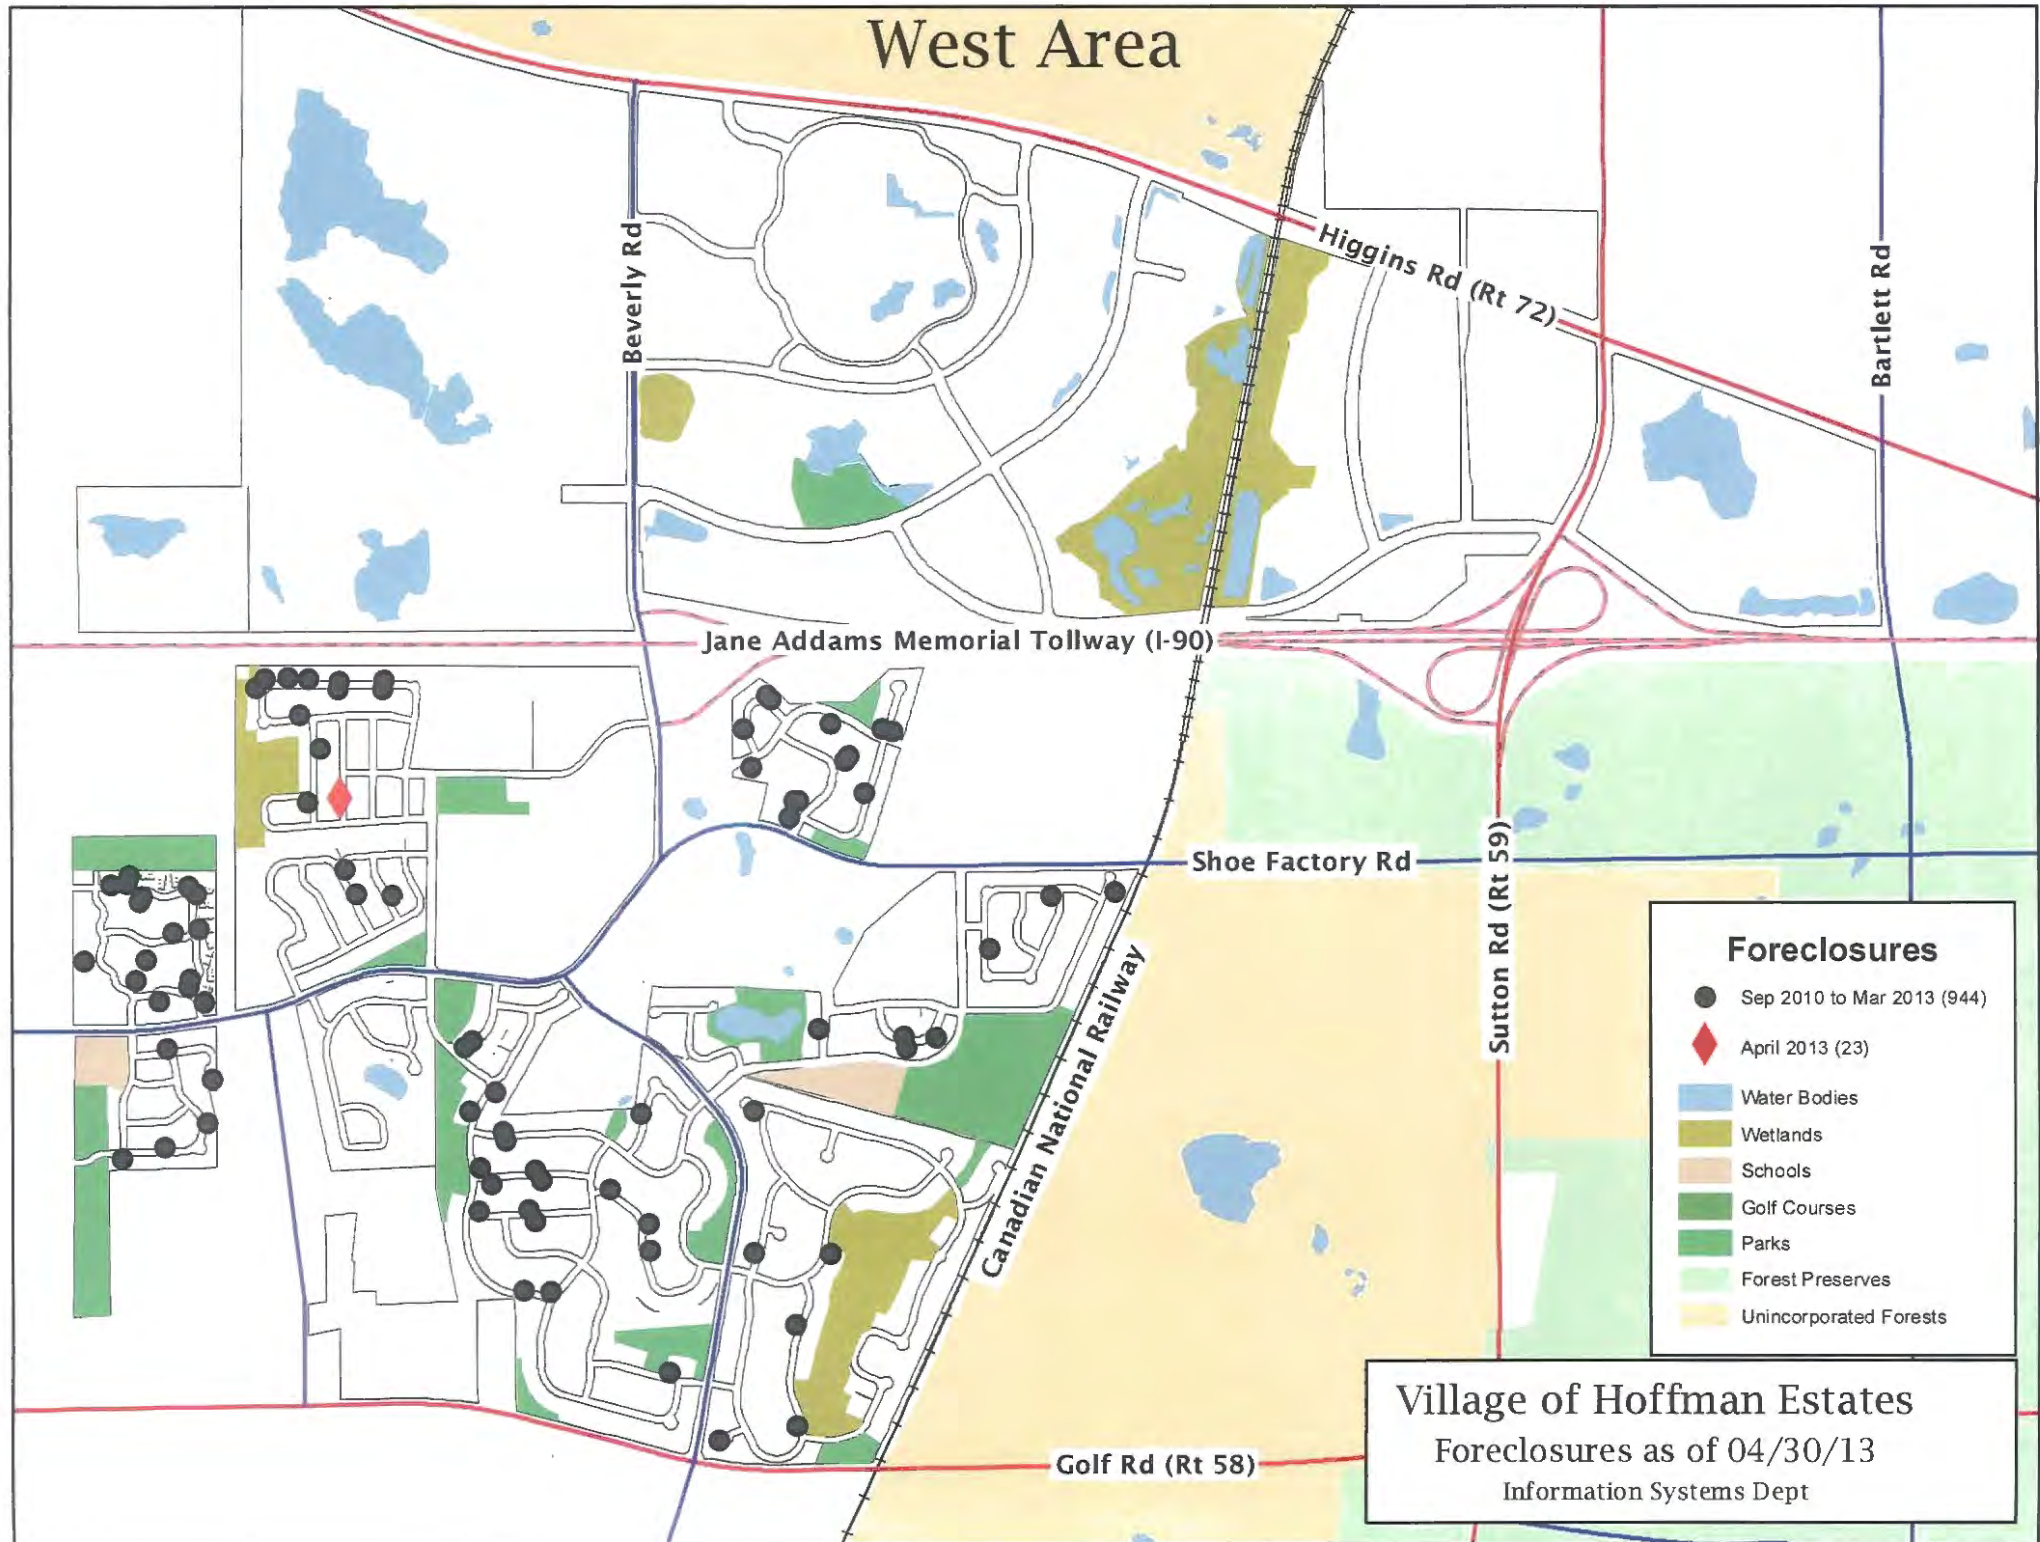 West Area
Higgins Rd (Rt 72)
Beverly Rd
Bartlett Rd
Jane Addams Memorial Tollway (I-90)
Shoe Factory Rd
Sutton Rd (Rt 59)
Canadian National Railway
Golf Rd (Rt 58)
Foreclosures
Sep 2010 to Mar 2013 (944)
April 2013 (23)
Water Bodies
Wetlands
Schools
Golf Courses
Parks
Forest Preserves
Unincorporated Forests
Village of Hoffman Estates
Foreclosures as of 04/30/13
Information Systems Dept